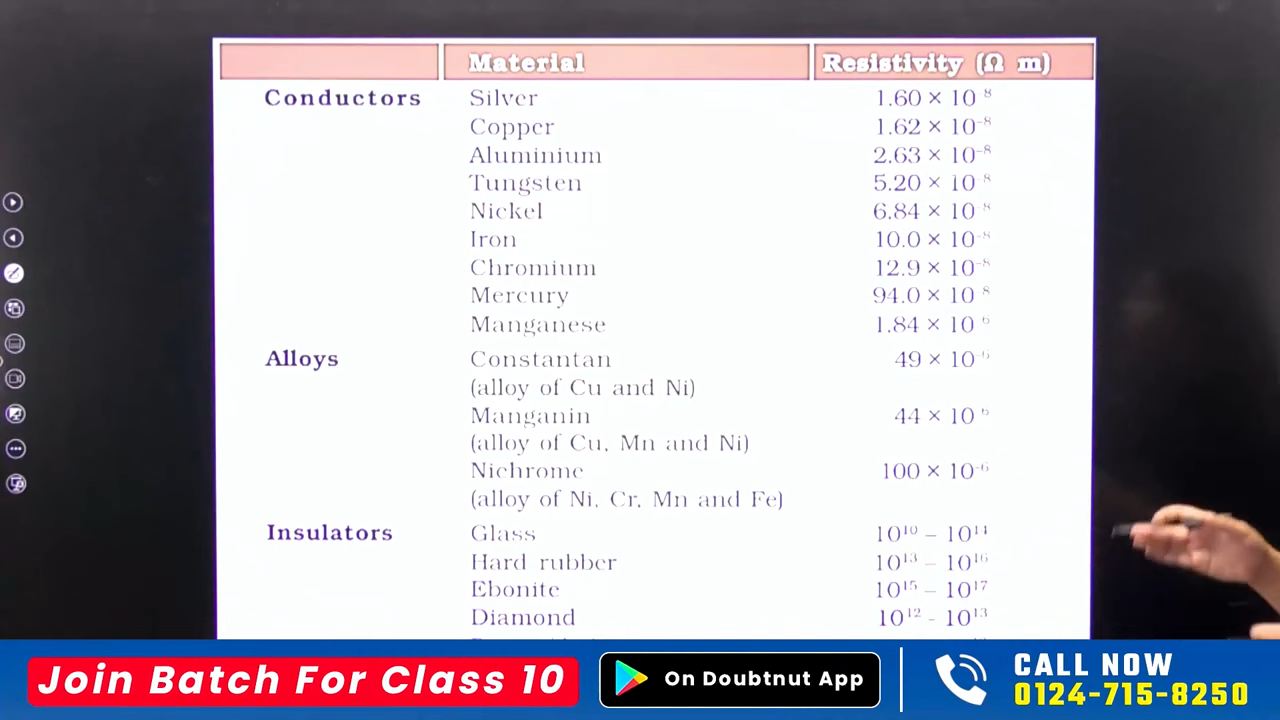 Material Resistivity (Ω m)
Conductors Silver 1.60 × 10⁻⁸
Copper 1.62 × 10⁻⁸
Aluminium 2.63 × 10⁻⁸
Tungsten 5.20 × 10⁻⁸
Nickel 6.84 × 10⁻⁸
Iron 10.0 × 10⁻⁸
Chromium 12.9 × 10⁻⁸
Mercury 94.0 × 10⁻⁸
Manganese 1.84 × 10⁻⁶
Alloys Constantan 49 × 10⁻⁶
(alloy of Cu and Ni)
Manganin 44 × 10⁻⁶
(alloy of Cu, Mn and Ni)
Nichrome 100 × 10⁻⁶
(alloy of Ni, Cr, Mn and Fe)
Insulators Glass 10¹⁰ – 10¹⁴
Hard rubber 10¹³ – 10¹⁶
Ebonite 10¹⁵ – 10¹⁷
Diamond 10¹² - 10¹³
Join Batch For Class 10 On Doubtnut App CALL NOW
0124-715-8250